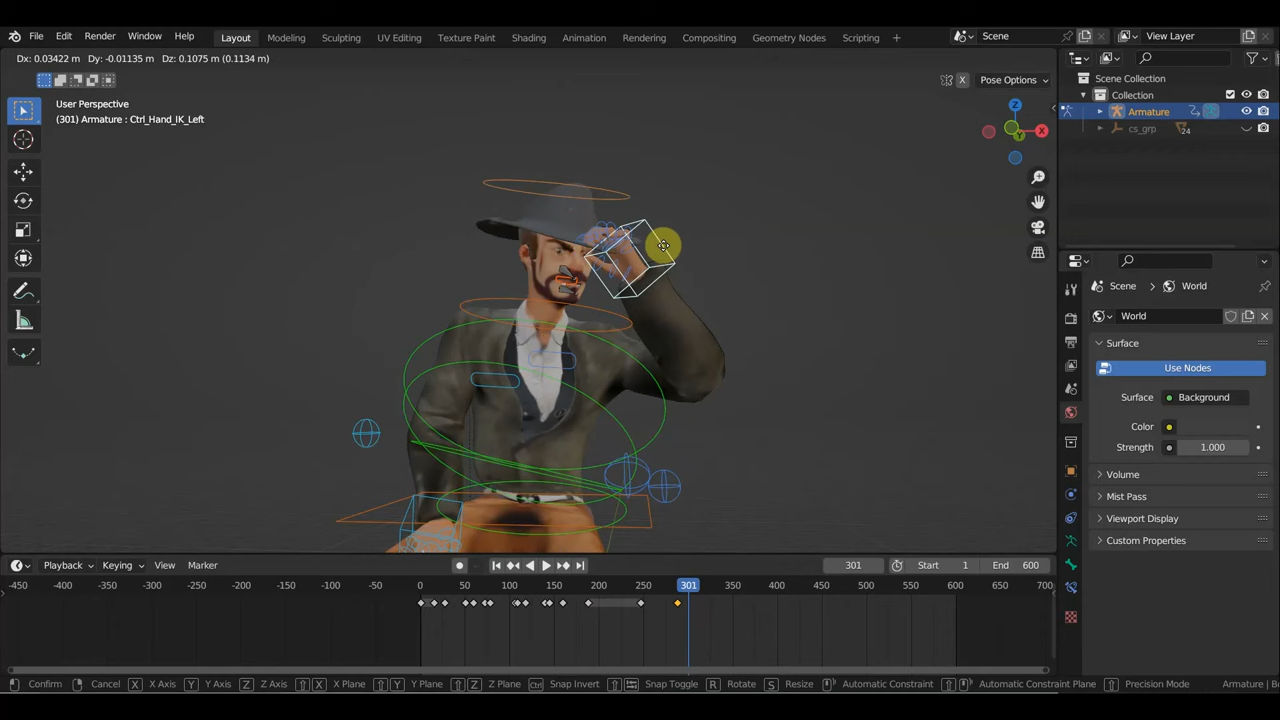 File Edit Render Window Help Layout Modeling Sculpting UV Editing Texture Paint Shading Animation Rendering Compositing Geometry Nodes Scripting + Scene View Layer
Dx: 0.03422 m Dy: -0.01135 m Dz: 0.1075 m (0.1134 m)
X Pose Options
User Perspective
(301) Armature : Ctrl_Hand_IK_Left
Z
X
Y
Scene Collection
Collection
Armature
cs_grp 24
Scene > World
World
Surface
Use Nodes
Surface Background
Color
Strength 1.000
Volume
Mist Pass
Viewport Display
Custom Properties
Playback Keying View Marker 301 Start 1 End 600
-450 -400 -350 -300 -250 -200 -150 -100 -50 0 50 100 150 200 250 301 350 400 450 500 550 600 650 700
Confirm Cancel X X Axis Y Y Axis Z Z Axis X X Plane Y Y Plane Z Z Plane Ctrl Snap Invert Snap Toggle R Rotate S Resize Automatic Constraint Automatic Constraint Plane Precision Mode Armature | Bo